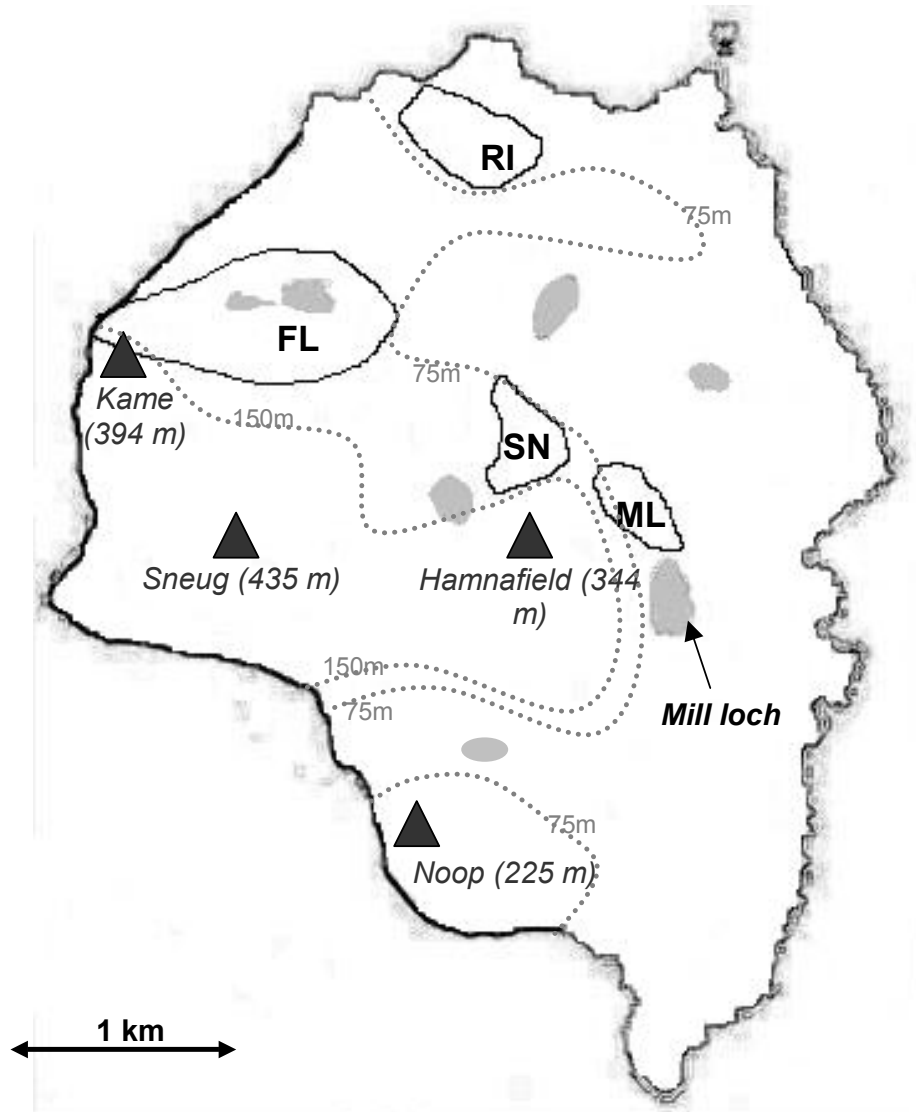 RI
75m
FL
75m
Kame
(394 m)
150m
SN
ML
Sneug (435 m)
Hamnafield (344
m)
150m
75m
Mill loch
75m
Noop (225 m)
1 km